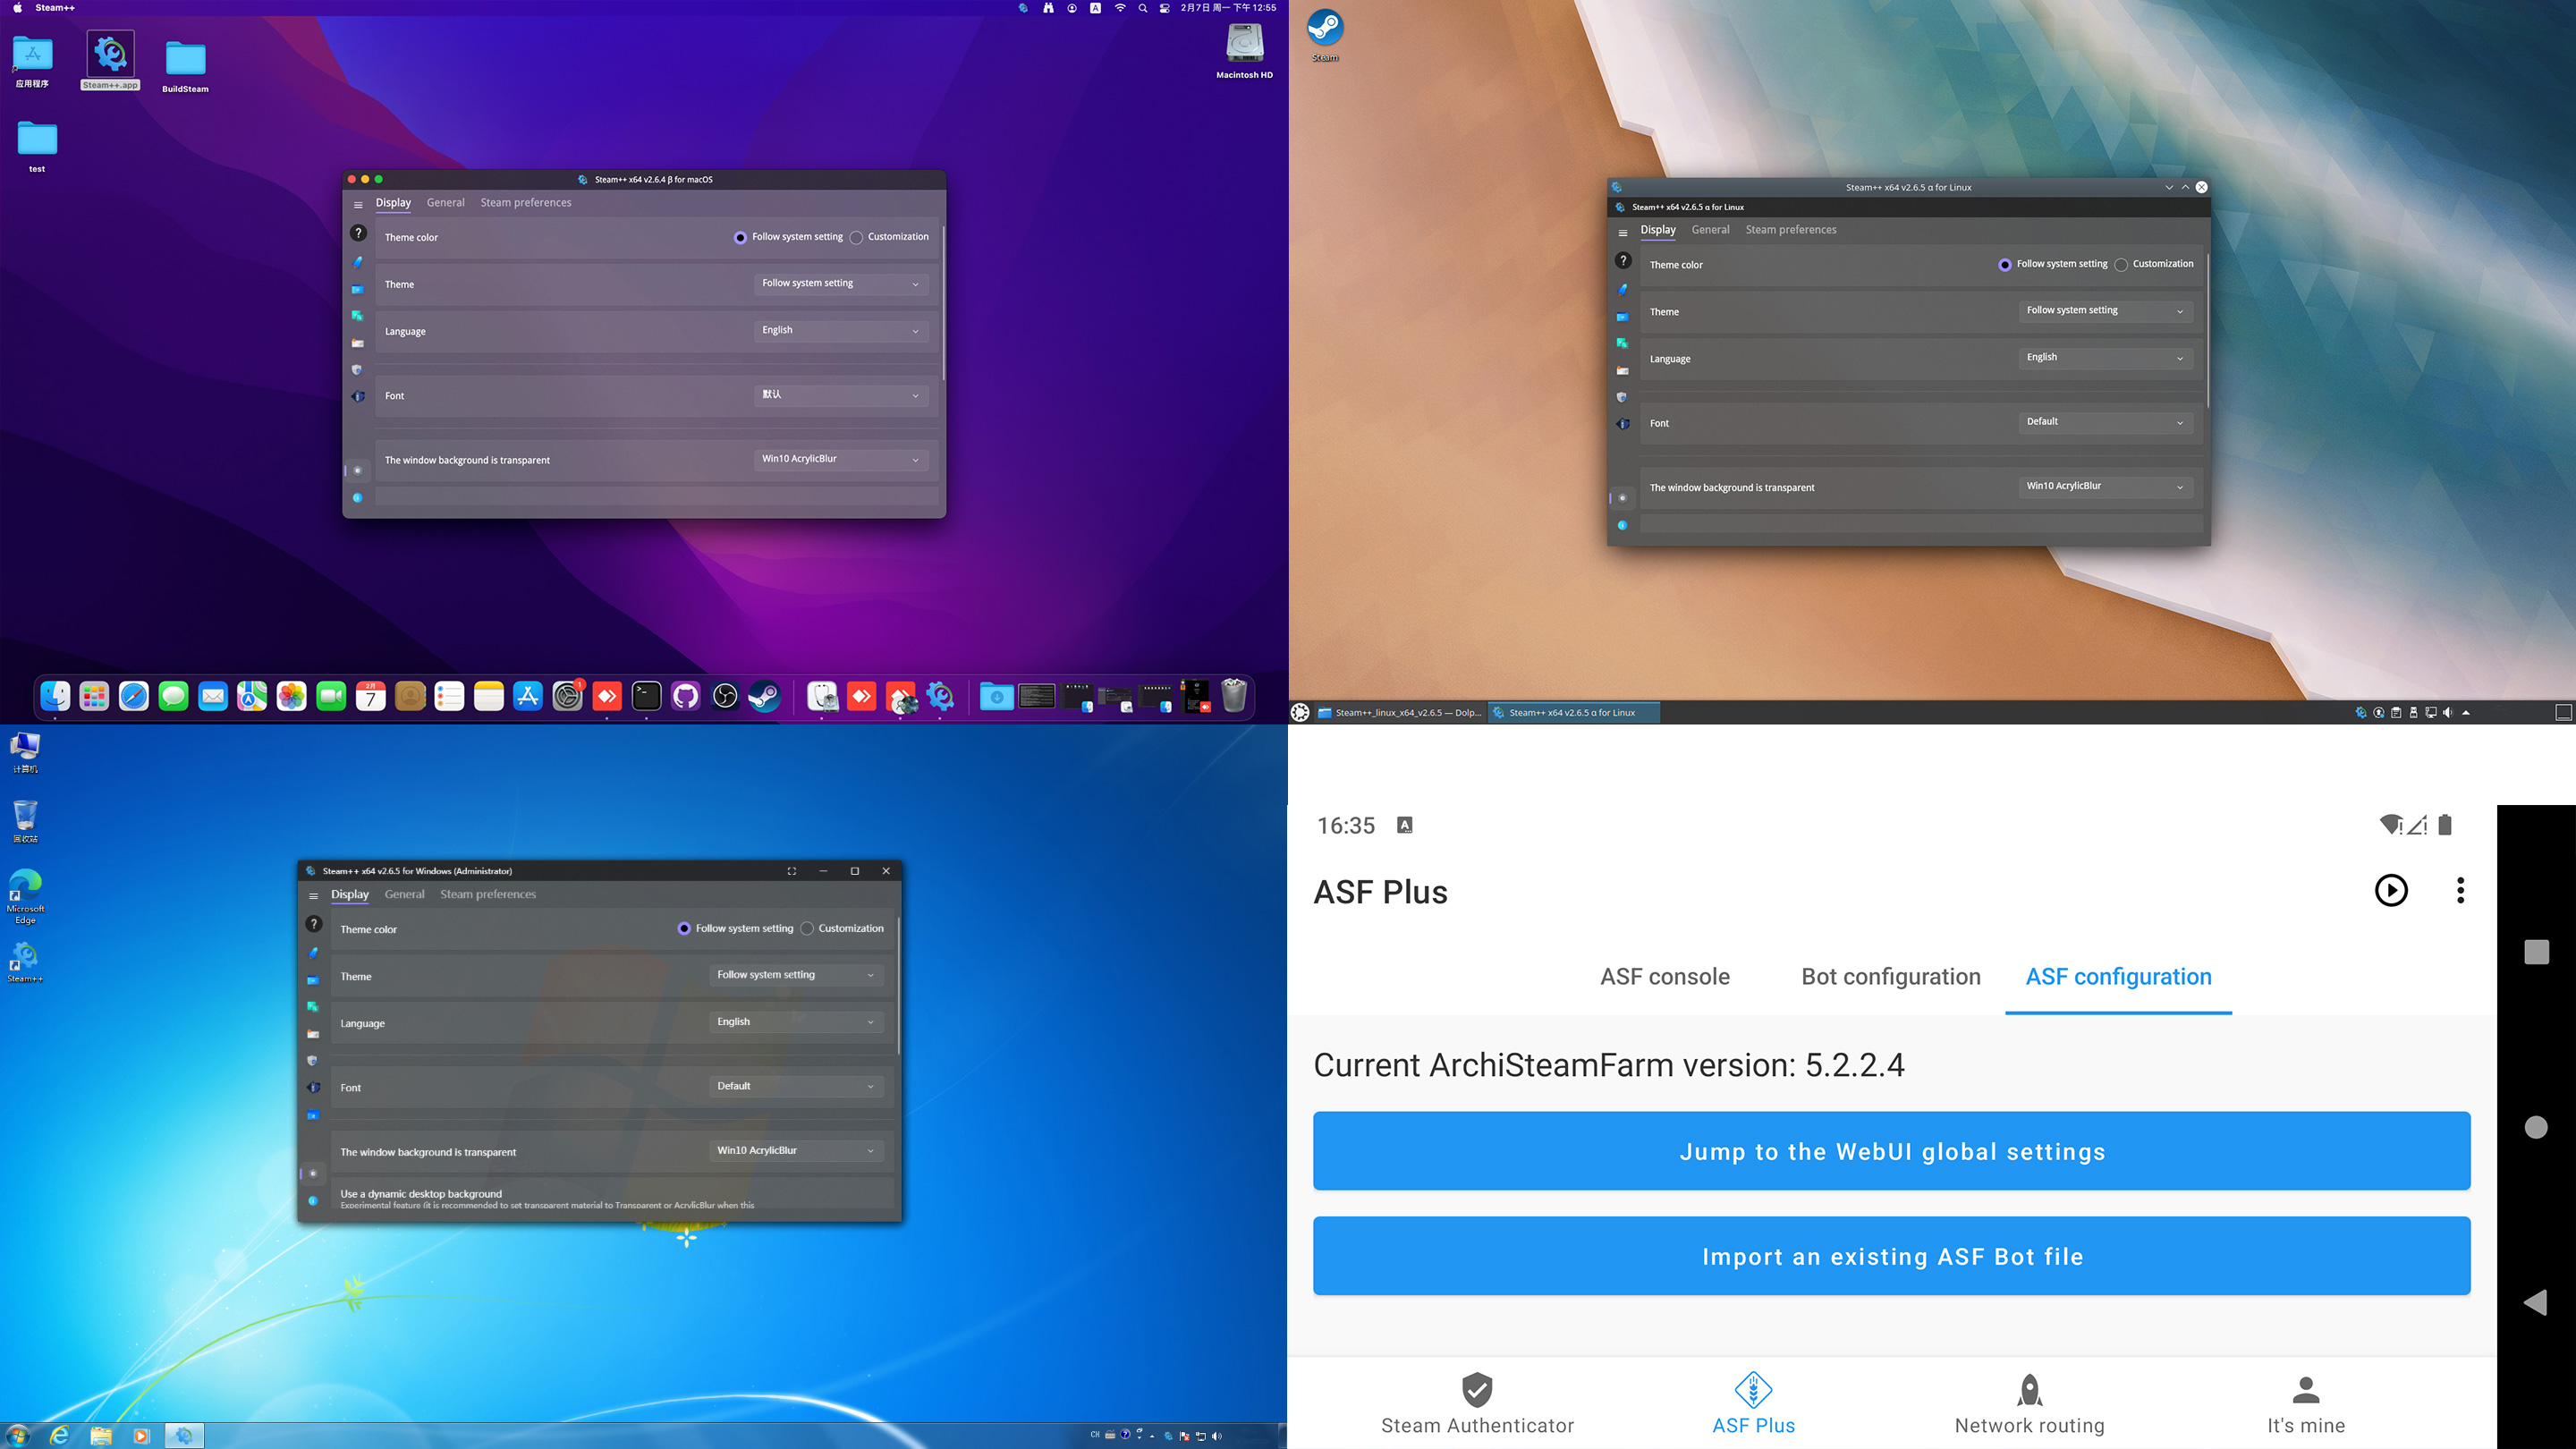 Steam++
2月7日 周一 下午 12:55
应用程序
Steam++.app
BuildSteam
Macintosh HD
test
Steam++ x64 v2.6.4 β for macOS
Display General Steam preferences
Theme color Follow system setting Customization
Theme Follow system setting
Language English
Font 默认
The window background is transparent Win10 AcrylicBlur
2月
7
1
Steam
Steam++ x64 v2.6.5 α for Linux
Steam++ x64 v2.6.5 α for Linux
Display General Steam preferences
Theme color Follow system setting Customization
Theme Follow system setting
Language English
Font Default
The window background is transparent Win10 AcrylicBlur
Steam++_linux_x64_v2.6.5 — Dolp...
Steam++ x64 v2.6.5 α for Linux
计算机
回收站
Microsoft
Edge
Steam++
Steam++ x64 v2.6.5 for Windows (Administrator)
Display General Steam preferences
Theme color Follow system setting Customization
Theme Follow system setting
Language English
Font Default
The window background is transparent Win10 AcrylicBlur
Use a dynamic desktop background
Experimental feature (it is recommended to set transparent material to Transparent or AcrylicBlur when this
CH
16:35
ASF Plus
ASF console Bot configuration ASF configuration
Current ArchiSteamFarm version: 5.2.2.4
Jump to the WebUI global settings
Import an existing ASF Bot file
Steam Authenticator ASF Plus Network routing It's mine